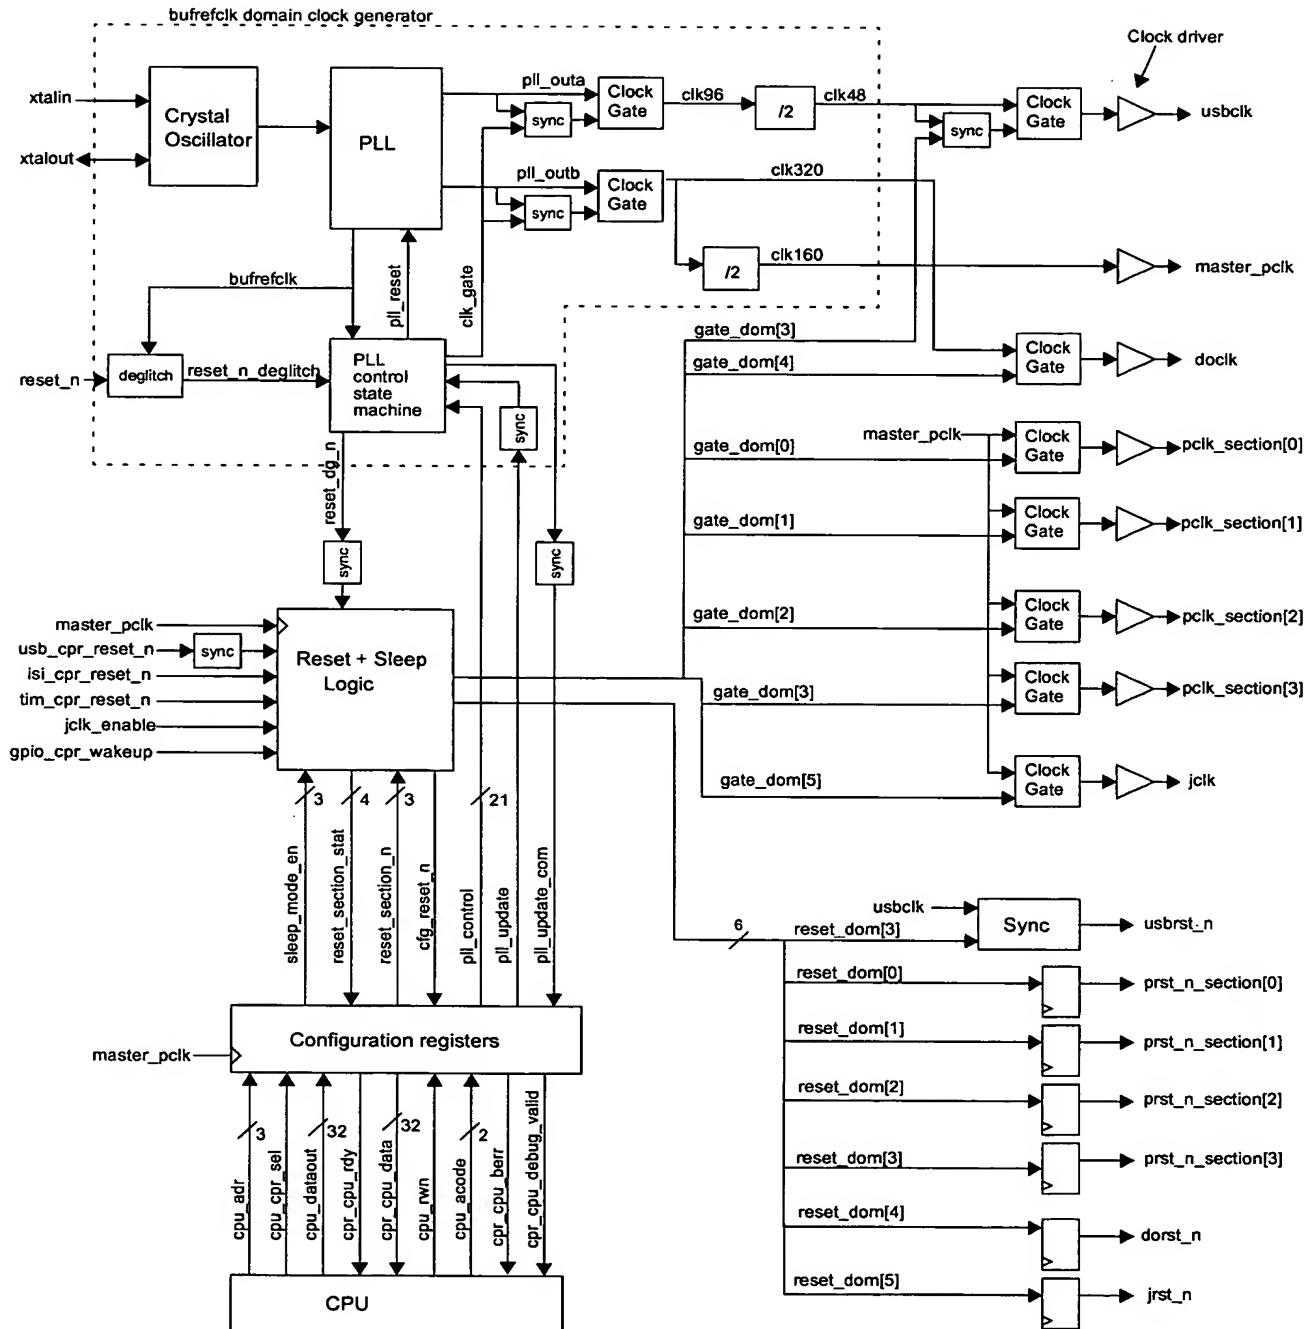 bufrefclk domain clock generator
Clock driver
xtalin
xtalout
Crystal
Oscillator
PLL
pll_outa
sync
Clock
Gate
clk96
/2
clk48
sync
Clock
Gate
usbclk
pll_outb
sync
Clock
Gate
clk320
/2
clk160
master_pclk
bufrefclk
pll_reset
clk_gate
reset_n
deglitch
reset_n_deglitch
PLL
control
state
machine
sync
gate_dom[3]
gate_dom[4]
Clock
Gate
doclk
master_pclk
gate_dom[0]
Clock
Gate
pclk_section[0]
gate_dom[1]
Clock
Gate
pclk_section[1]
reset_dg_n
sync
sync
gate_dom[2]
Clock
Gate
pclk_section[2]
gate_dom[3]
Clock
Gate
pclk_section[3]
gate_dom[5]
Clock
Gate
jclk
master_pclk
usb_cpr_reset_n
sync
isi_cpr_reset_n
tim_cpr_reset_n
jclk_enable
gpio_cpr_wakeup
Reset + Sleep
Logic
3
4
3
21
sleep_mode_en
reset_section_stat
reset_section_n
cfg_reset_n
pll_control
pll_update
pll_update_com
6
usbclk
reset_dom[3]
Sync
usbrst_n
reset_dom[0]
prst_n_section[0]
reset_dom[1]
prst_n_section[1]
reset_dom[2]
prst_n_section[2]
reset_dom[3]
prst_n_section[3]
reset_dom[4]
dorst_n
reset_dom[5]
jrst_n
master_pclk
Configuration registers
3
32
32
2
cpu_adr
cpu_cpr_sel
cpu_dataout
cpr_cpu_rdy
cpr_cpu_data
cpu_rwn
cpu_acode
cpr_cpu_berr
cpr_cpu_debug_valid
CPU